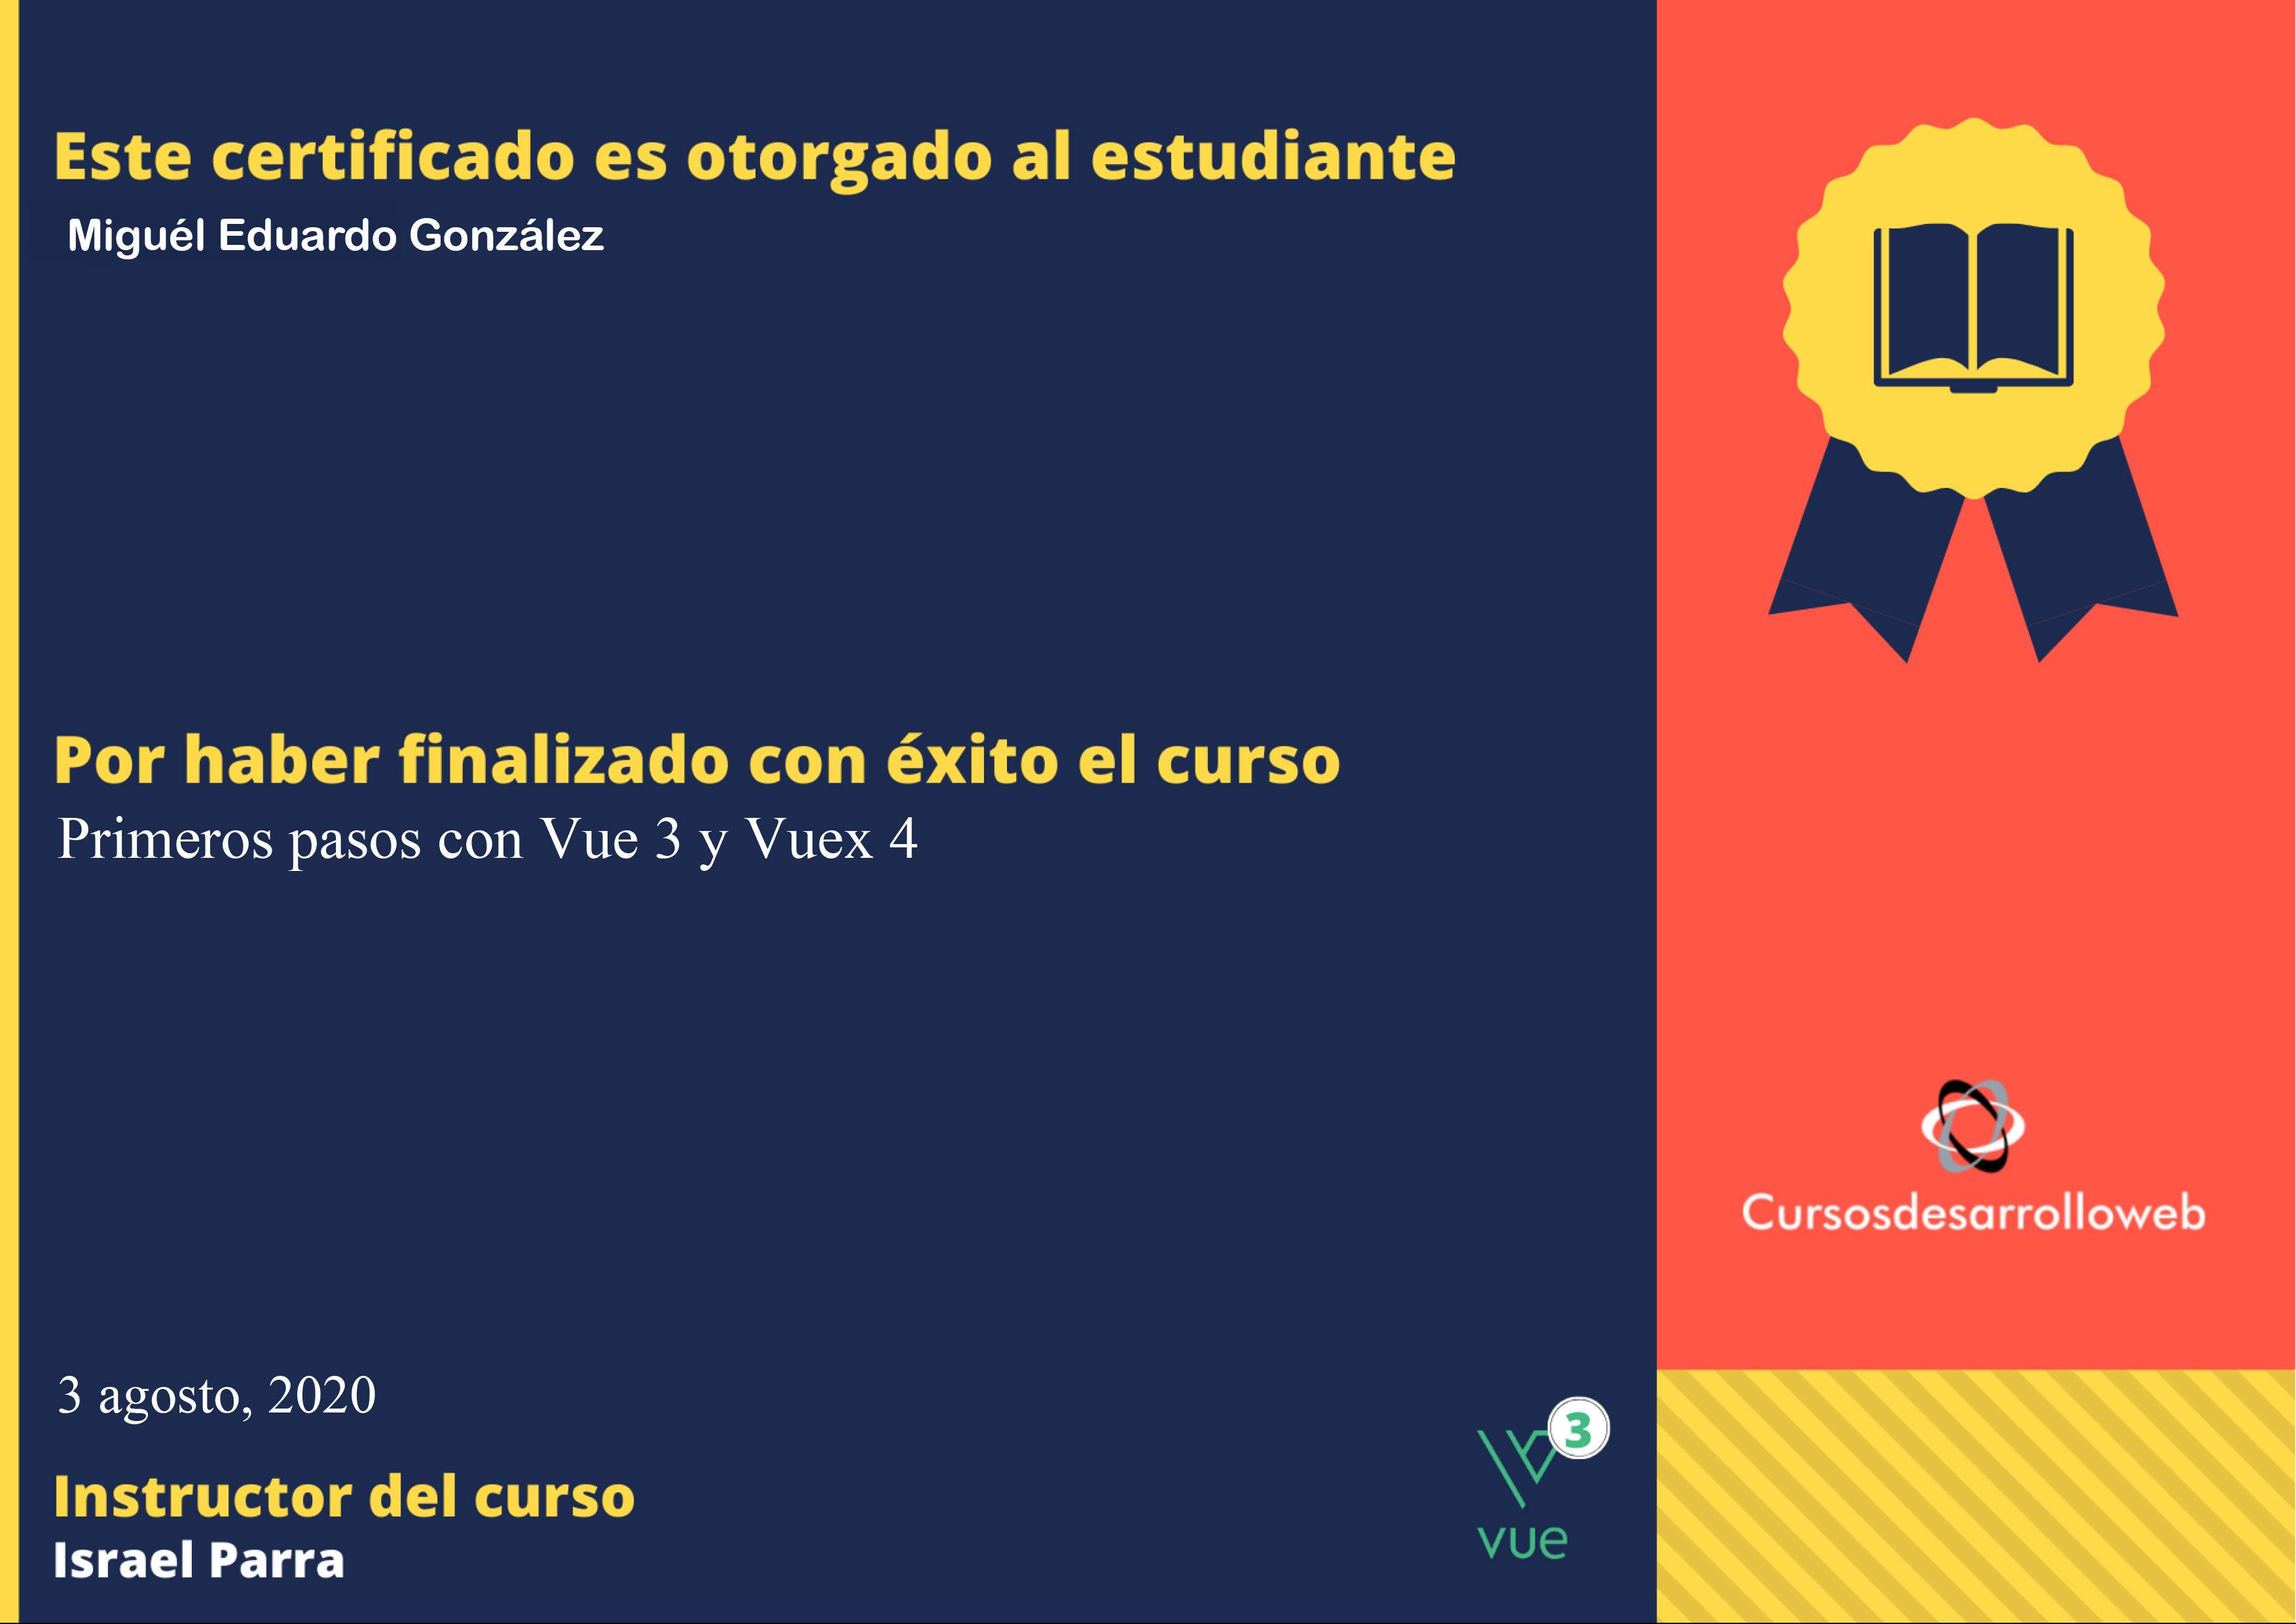 Este certificado es otorgado al estudiante
Miguél Eduardo González
Por haber finalizado con éxito el curso
Primeros pasos con Vue 3 y Vuex 4
Cursosdesarrolloweb
3 agosto, 2020
3
vue
Instructor del curso
Israel Parra